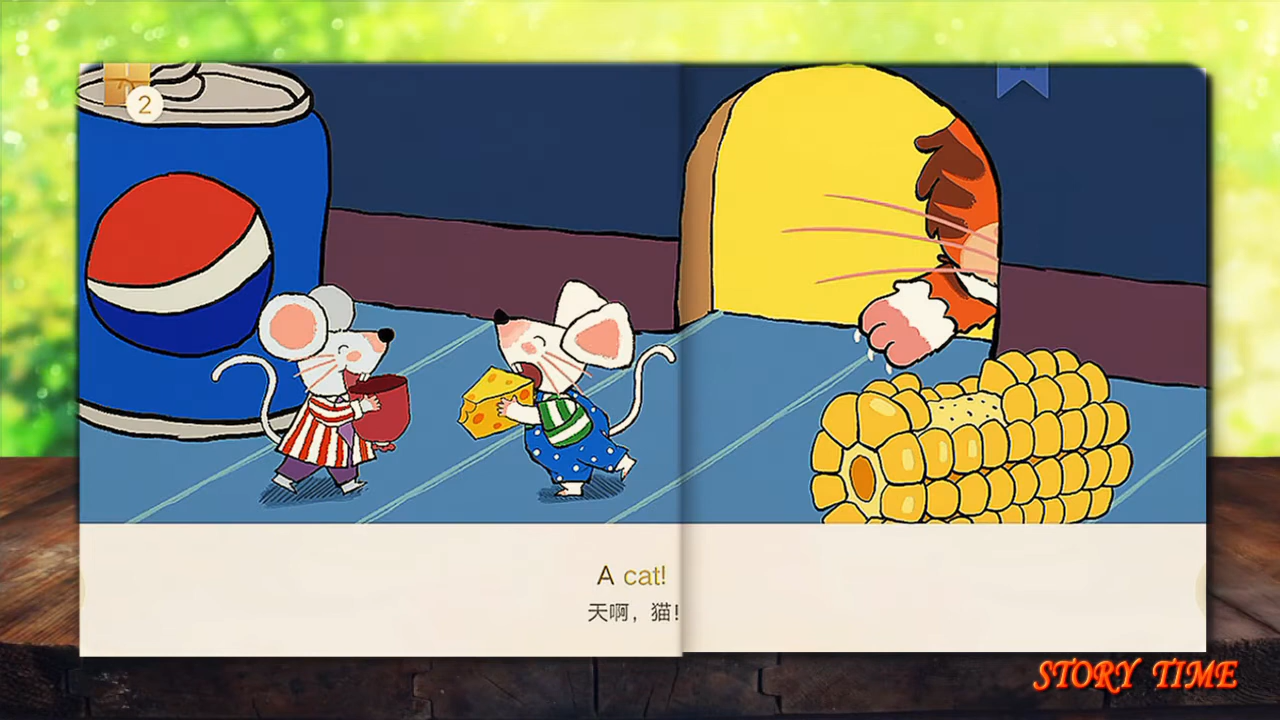 2
A cat!
天啊，猫!
STORY TIME